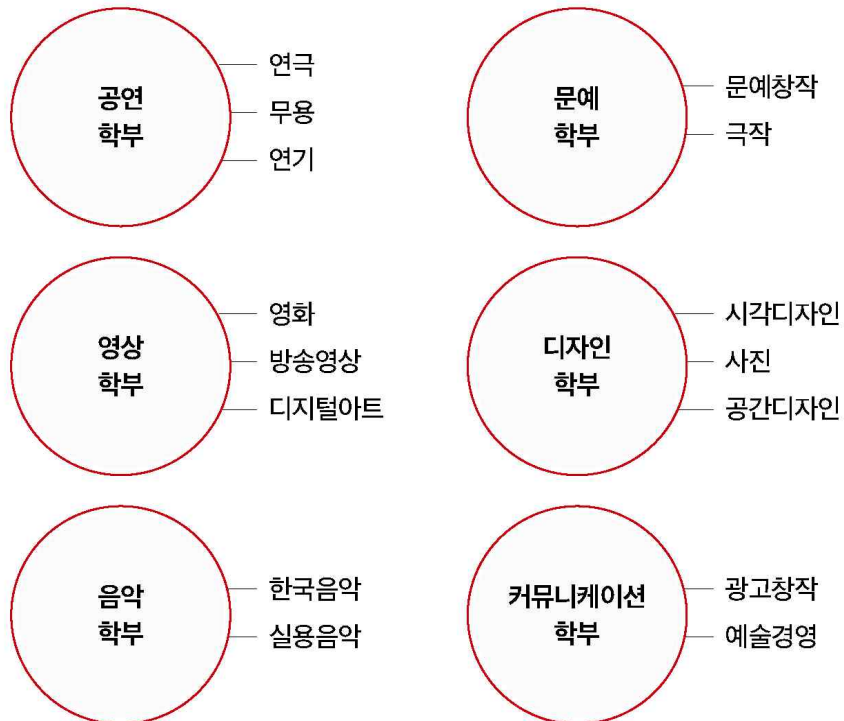 공연
학부
연극
무용
연기
문예
학부
문예창작
극작
영상
학부
영화
방송영상
디지털아트
디자인
학부
시각디자인
사진
공간디자인
음악
학부
한국음악
실용음악
커뮤니케이션
학부
광고창작
예술경영